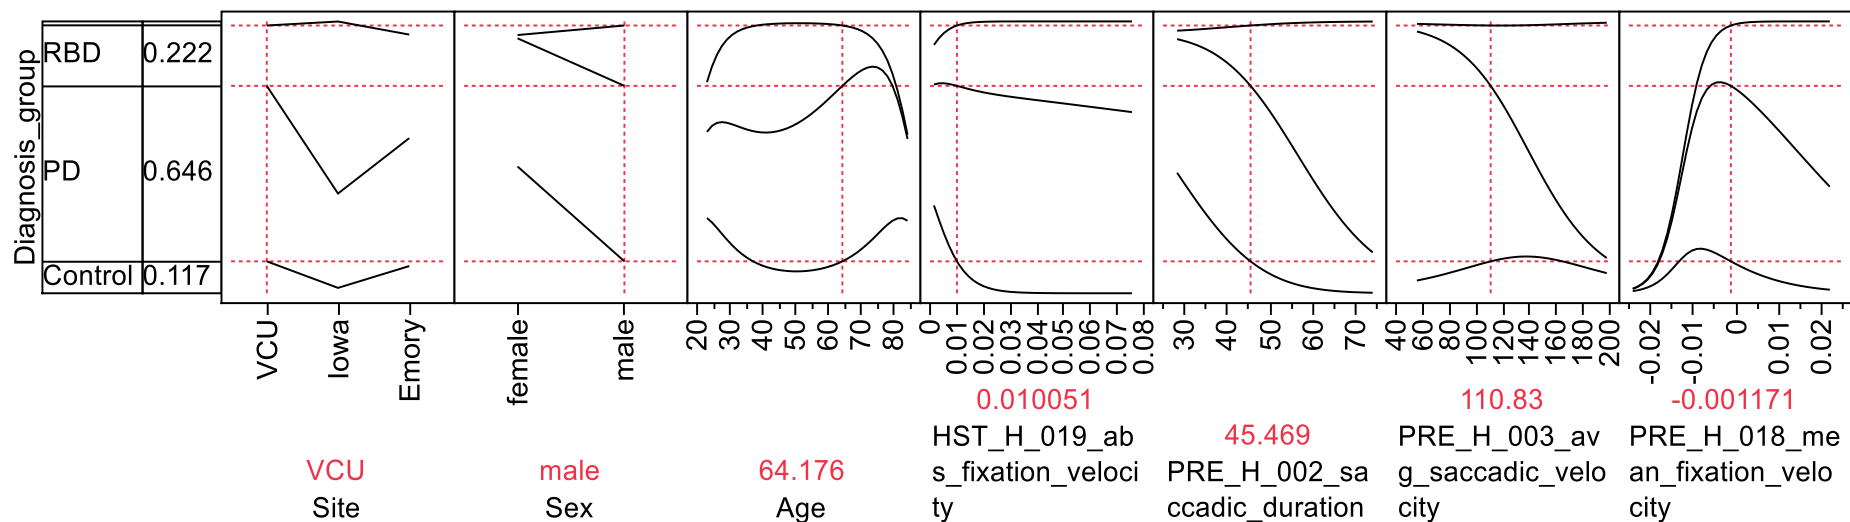 Diagnosis_group
RBD 0.222
PD 0.646
Control 0.117
VCU Iowa Emory
female male
20 30 40 50 60 70 80
0 0.01 0.02 0.03 0.04 0.05 0.06 0.07 0.08
30 40 50 60 70
40 60 80 100 120 140 160 180 200
-0.02 -0.01 0 0.01 0.02
VCU
Site
male
Sex
64.176
Age
0.010051
HST_H_019_ab
s_fixation_veloci
ty
45.469
PRE_H_002_sa
ccadic_duration
110.83
PRE_H_003_av
g_saccadic_velo
city
-0.001171
PRE_H_018_me
an_fixation_velo
city